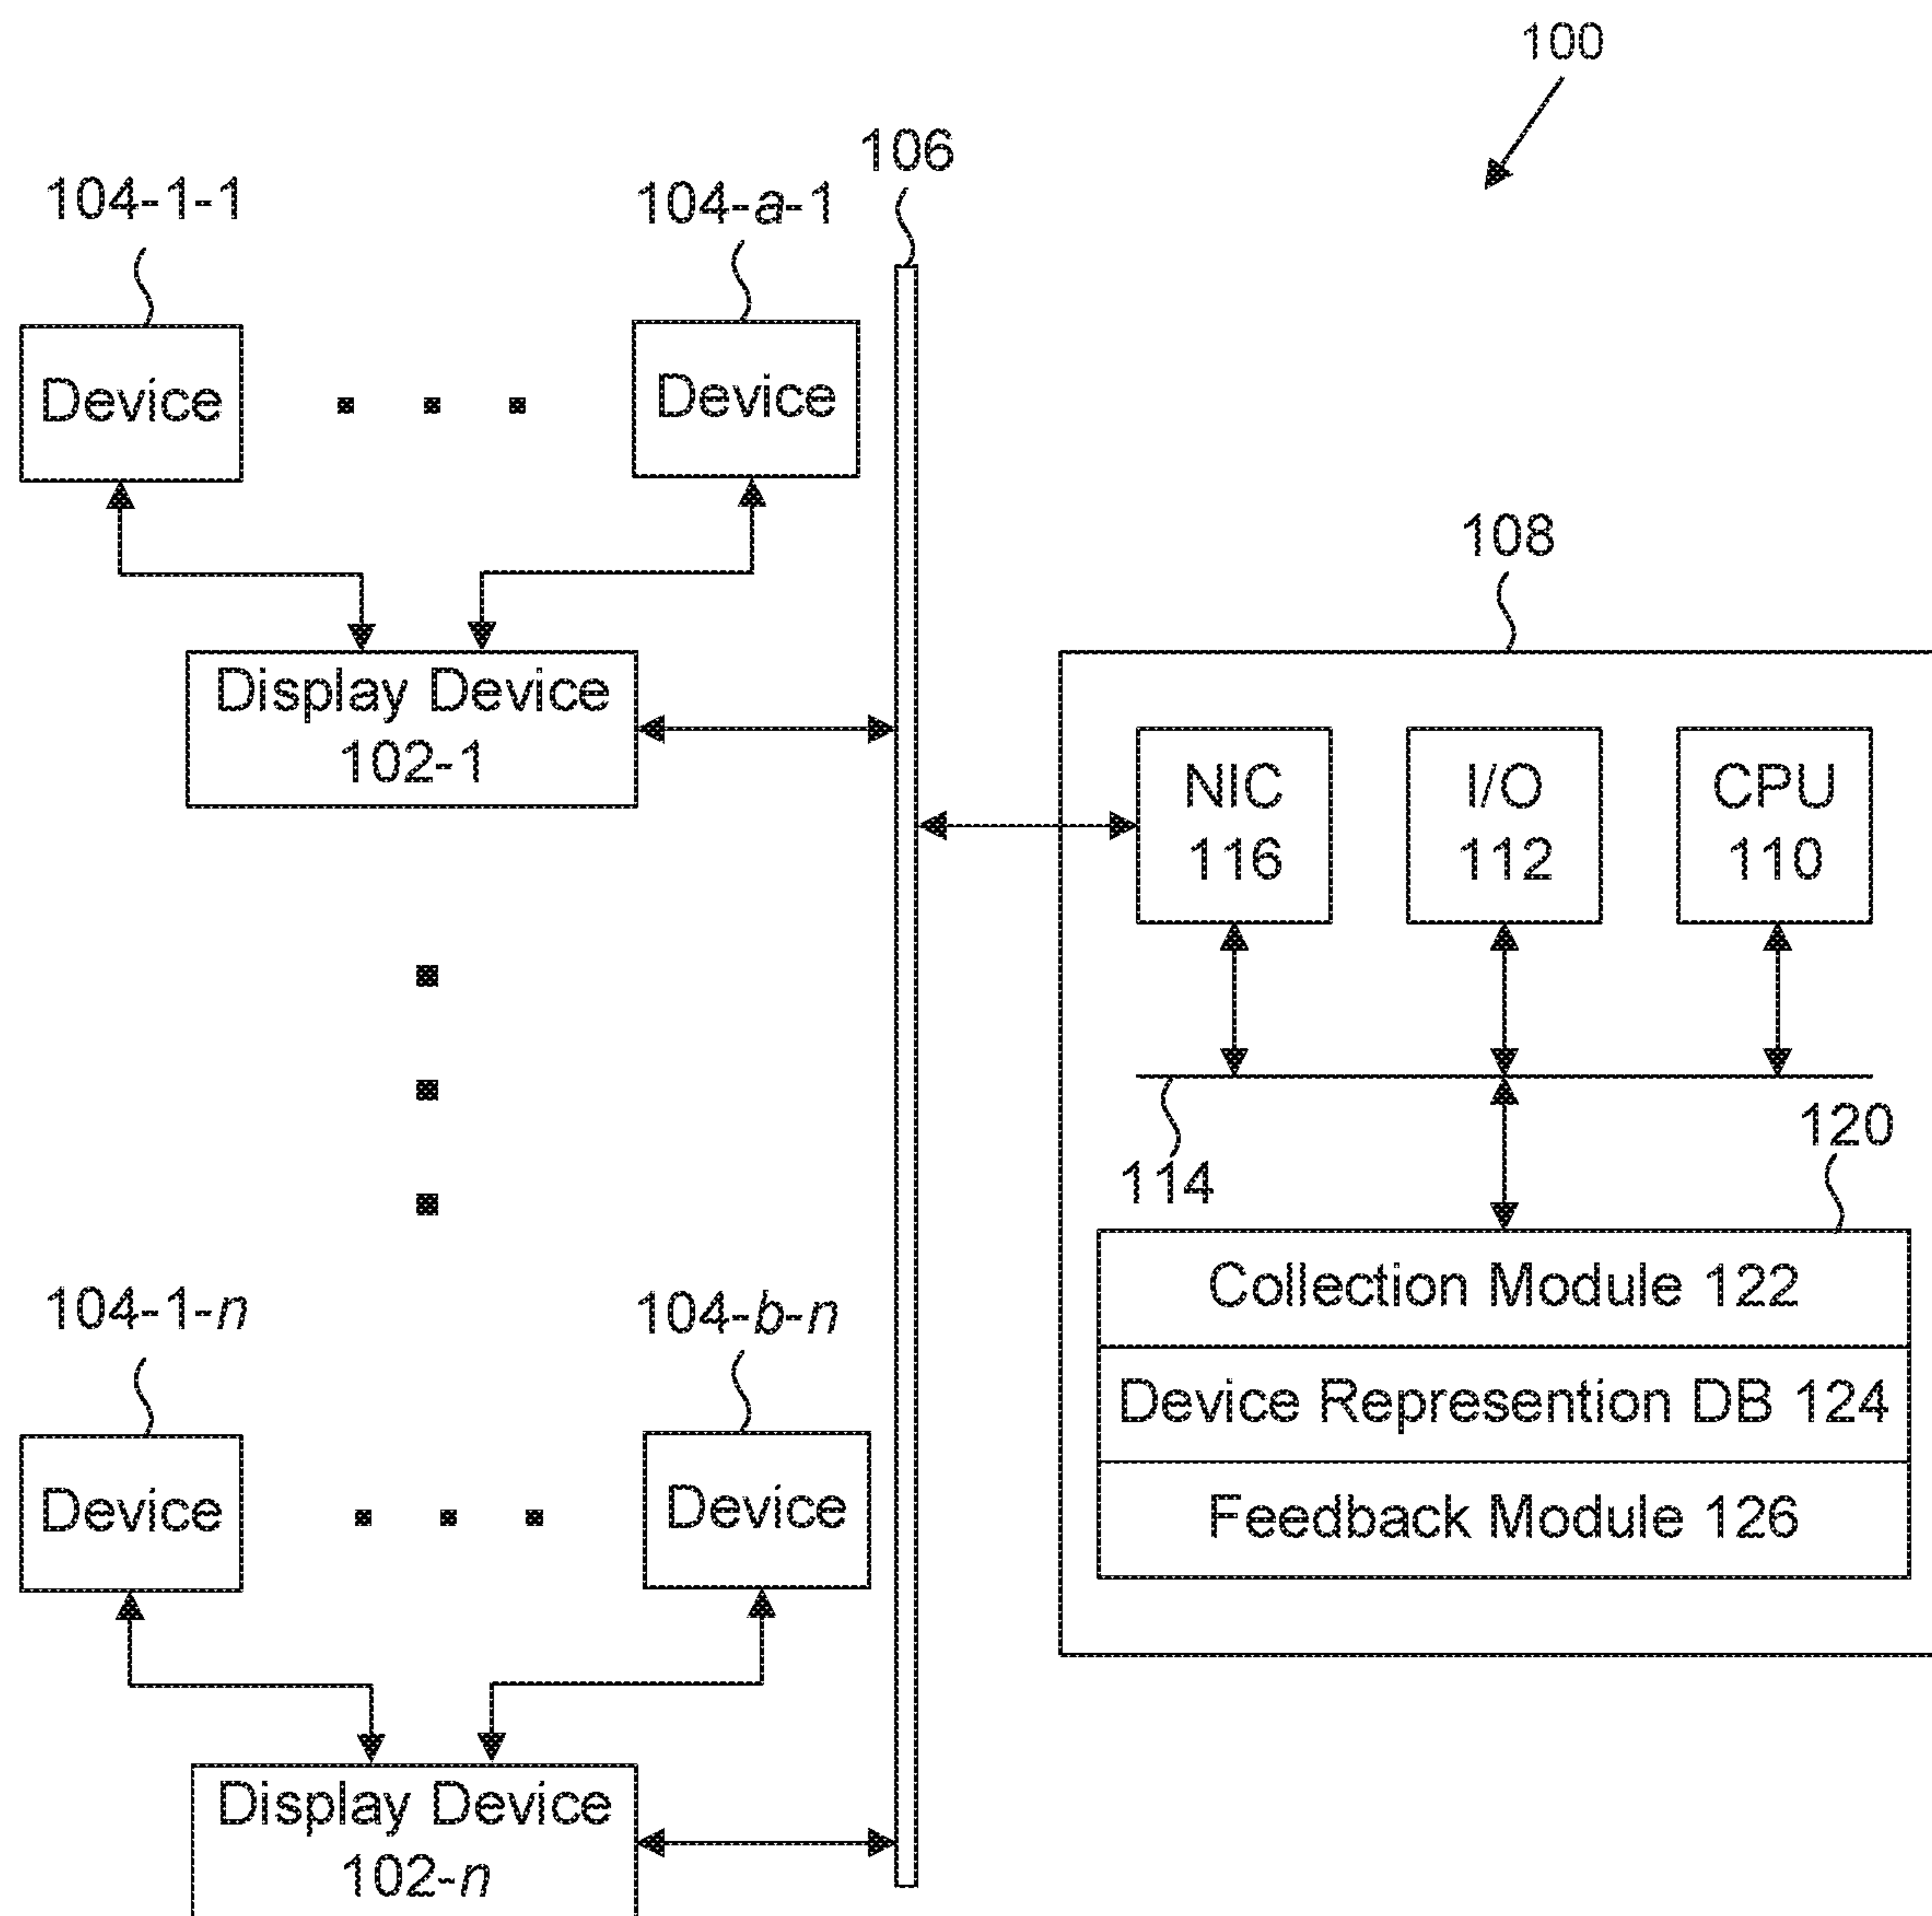 100
106
104-1-1
104-a-1
Device
Device
108
Display Device
102-1
NIC
116
I/O
112
CPU
110
120
114
Collection Module 122
Device Represention DB 124
Feedback Module 126
104-1-n
104-b-n
Device
Device
Display Device
102-n